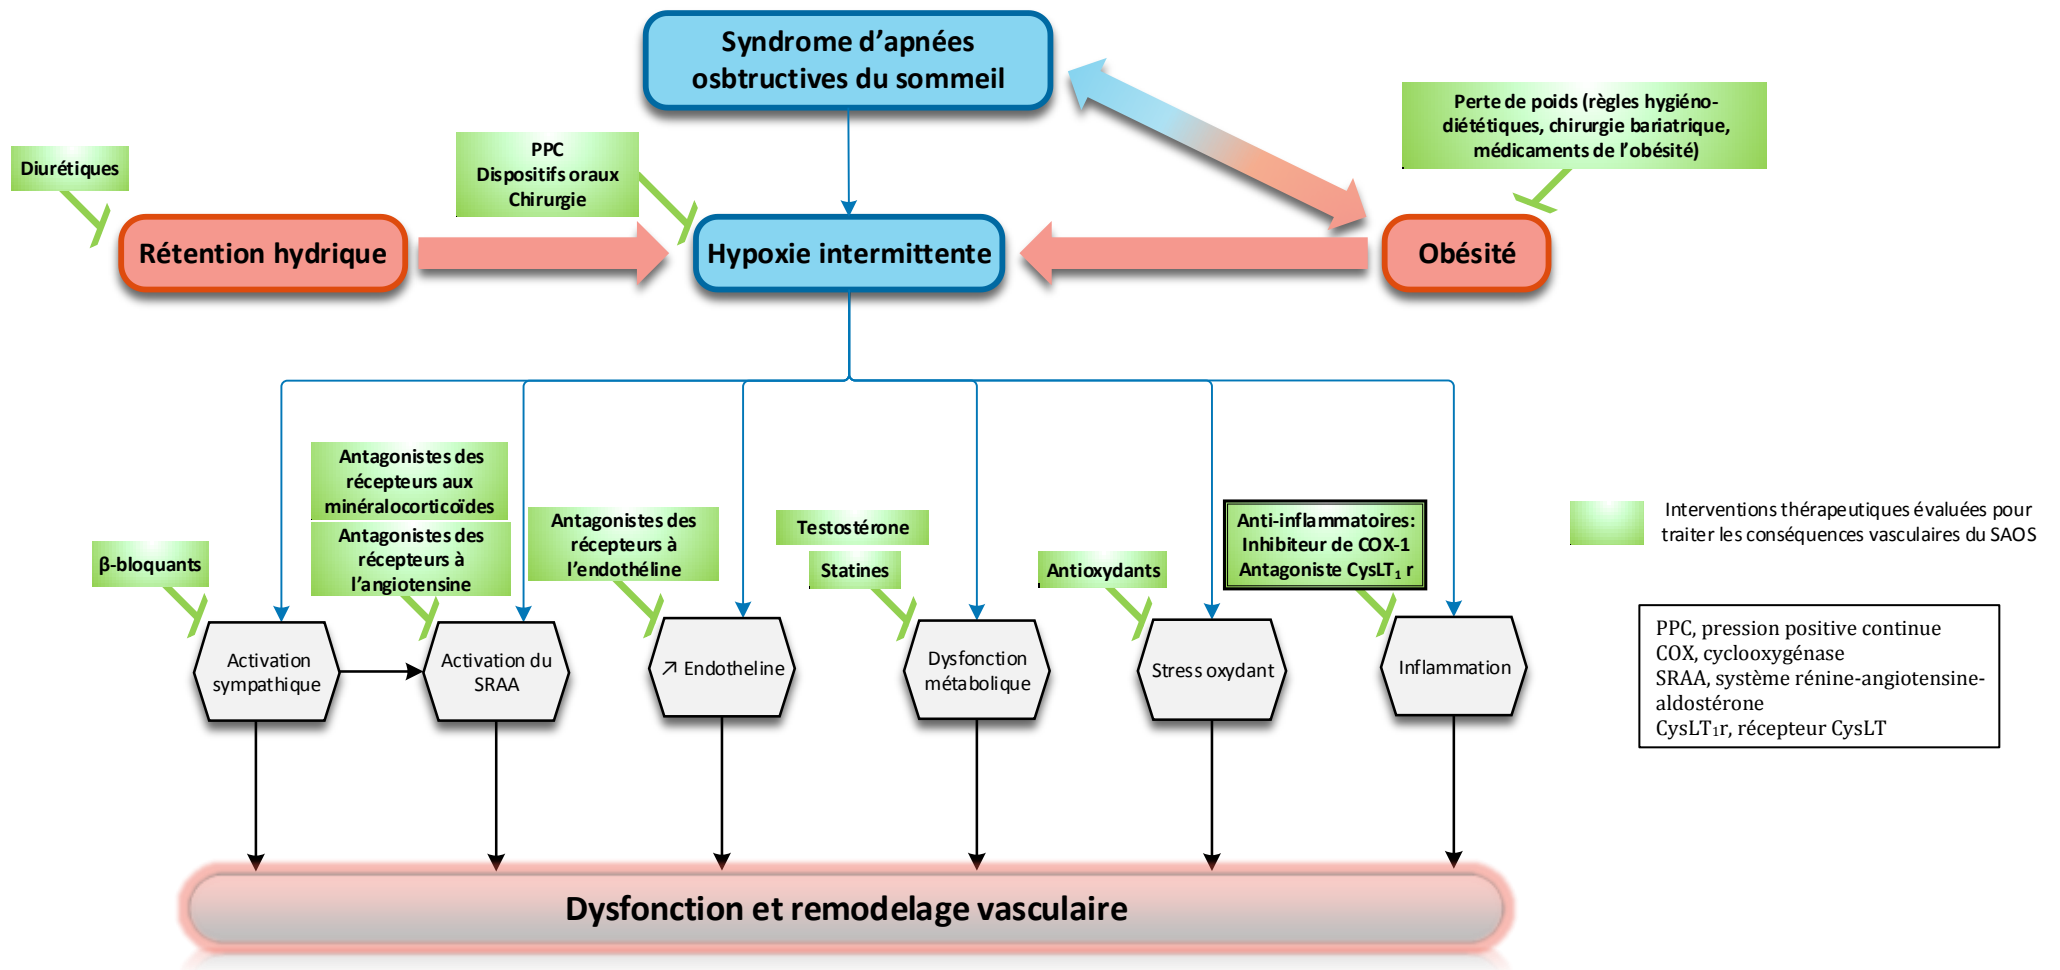 Syndrome d'apnées
osbtructives du sommeil
Perte de poids (règles hygiéno-
diététiques, chirurgie bariatrique,
médicaments de l'obésité)
Diurétiques
PPC
Dispositifs oraux
Chirurgie
Rétention hydrique
Hypoxie intermittente
Obésité
Antagonistes des
récepteurs aux
minéralocorticoïdes
Antagonistes des
récepteurs à
l'angiotensine
β-bloquants
Antagonistes des
récepteurs à
l'endothéline
Testostérone
Statines
Antioxydants
Anti-inflammatoires:
Inhibiteur de COX-1
Antagoniste CysLT₁ r
Interventions thérapeutiques évaluées pour
traiter les conséquences vasculaires du SAOS
Activation
sympathique
Activation du
SRAA
↗ Endotheline
Dysfonction
métabolique
Stress oxydant
Inflammation
PPC, pression positive continue
COX, cyclooxygénase
SRAA, système rénine-angiotensine-
aldostérone
CysLT₁r, récepteur CysLT
Dysfonction et remodelage vasculaire